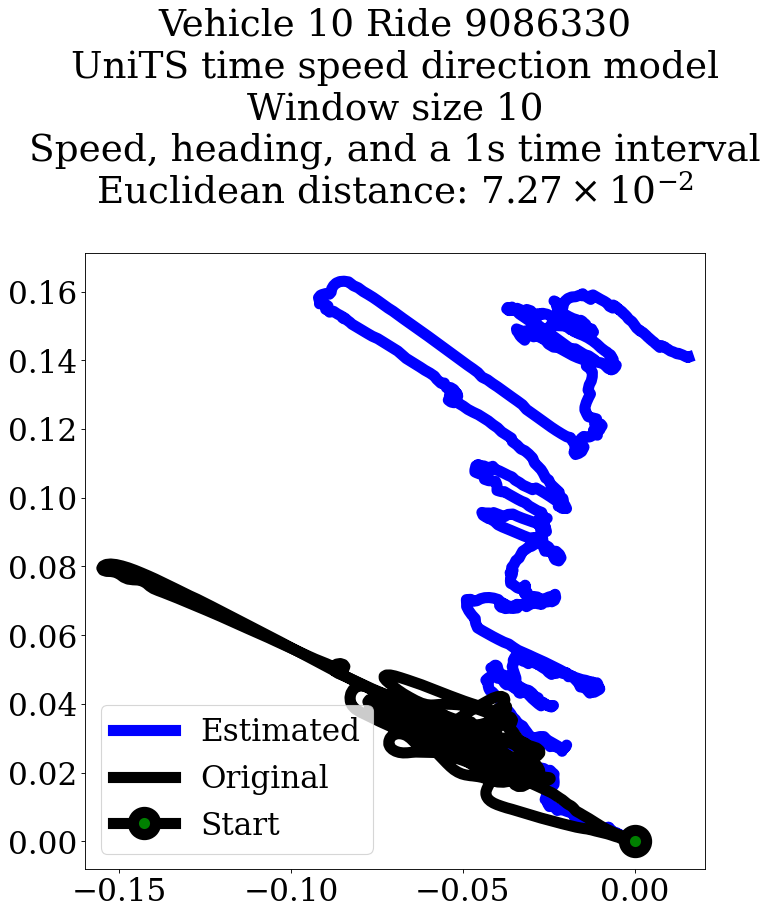 Vehicle 10 Ride 9086330
UniTS time speed direction model
Window size 10
Speed, heading, and a 1s time interval
Euclidean distance: 7.27 × 10⁻²
0.16
0.14
0.12
0.10
0.08
0.06
0.04
0.02
0.00
Estimated
Original
Start
−0.15 −0.10 −0.05 0.00